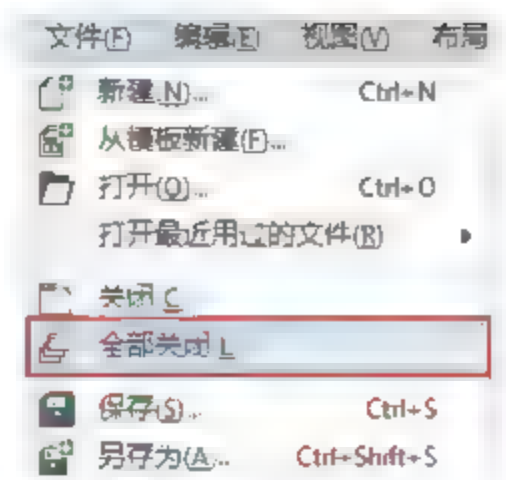 文件(F) 编辑(E) 视图(V) 布局
新建(N)... Ctrl+N
从模板新建(F)...
打开(O)... Ctrl+O
打开最近用过的文件(R)
关闭 C
全部关闭 L
保存(S)... Ctrl+S
另存为(A... Ctrl+Shift+S